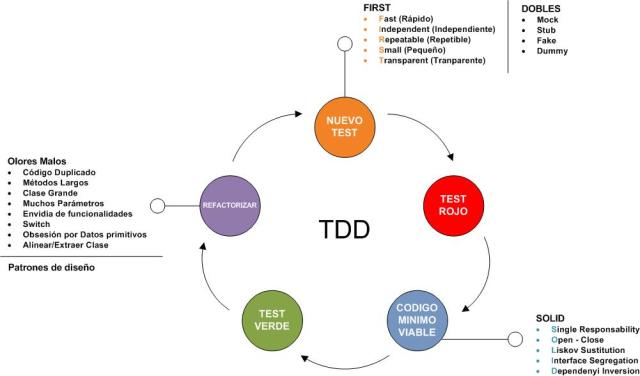 FIRST
• Fast (Rápido)
• Independent (Independiente)
• Repeatable (Repetible)
• Small (Pequeño)
• Transparent (Tranparente)
DOBLES
• Mock
• Stub
• Fake
• Dummy
NUEVO
TEST
TEST
ROJO
CODIGO
MINIMO
VIABLE
SOLID
• Single Responsability
• Open - Close
• Liskov Sustitution
• Interface Segregation
• Dependenyi Inversion
TEST
VERDE
REFACTORIZAR
Olores Malos
• Código Duplicado
• Métodos Largos
• Clase Grande
• Muchos Parámetros
• Envidia de funcionalidades
• Switch
• Obsesión por Datos primitivos
• Alinear/Extraer Clase
Patrones de diseño
TDD